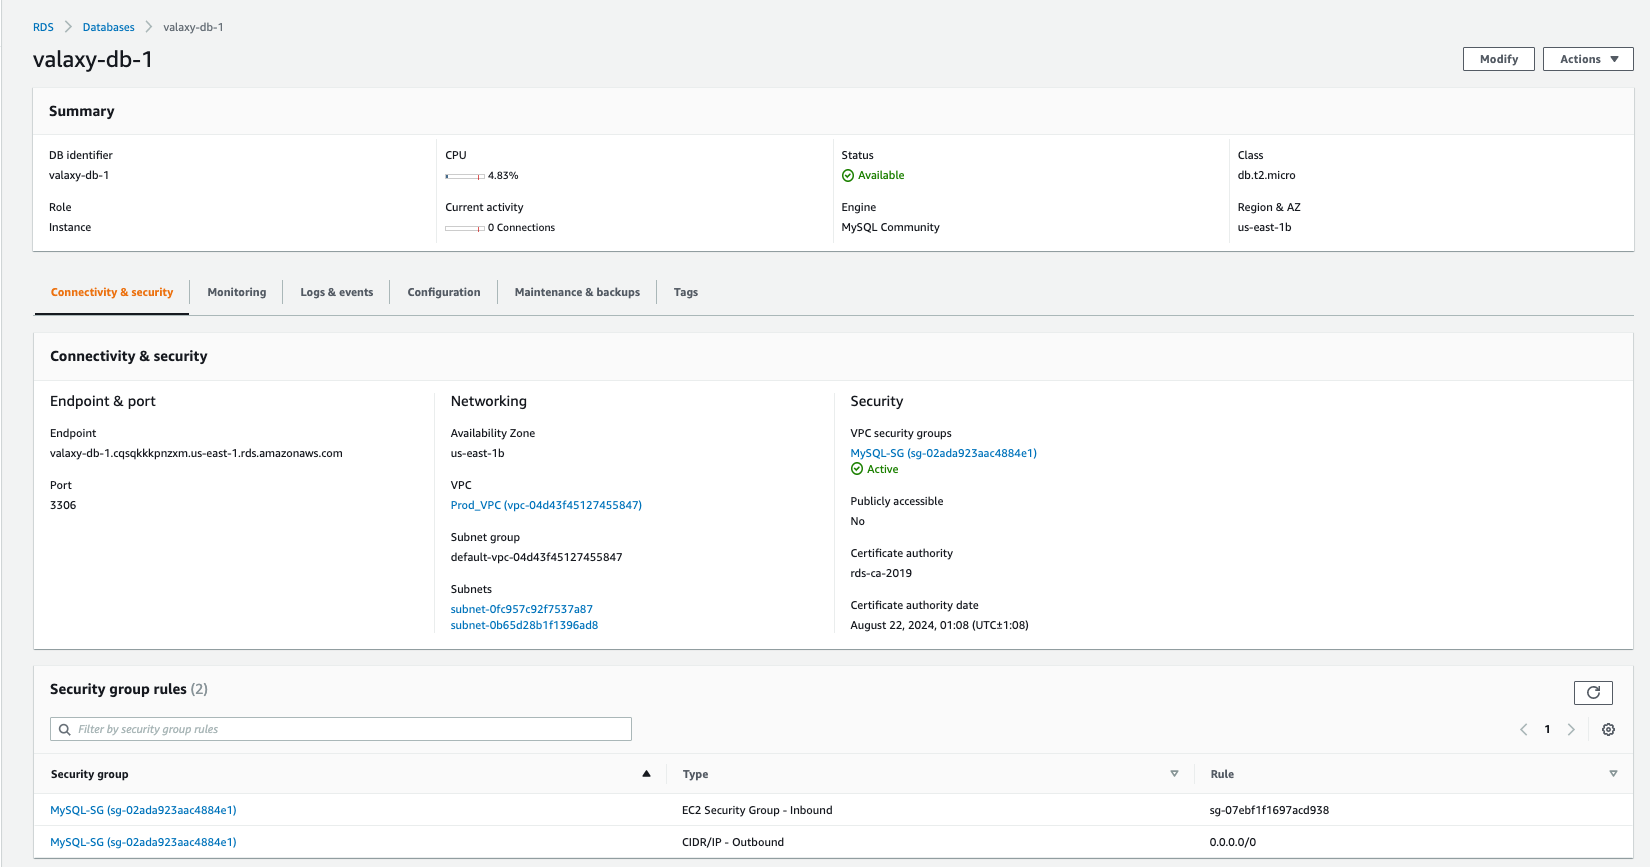 RDS > Databases > valaxy-db-1
valaxy-db-1
Modify
Actions
Summary
DB identifier
valaxy-db-1
CPU
4.83%
Status
Available
Class
db.t2.micro
Role
Instance
Current activity
0 Connections
Engine
MySQL Community
Region & AZ
us-east-1b
Connectivity & security
Monitoring
Logs & events
Configuration
Maintenance & backups
Tags
Connectivity & security
Endpoint & port
Endpoint
valaxy-db-1.cqsqkkkpnzxm.us-east-1.rds.amazonaws.com
Port
3306
Networking
Availability Zone
us-east-1b
VPC
Prod_VPC (vpc-04d43f45127455847)
Subnet group
default-vpc-04d43f45127455847
Subnets
subnet-0fc957c92f7537a87
subnet-0b65d28b1f1396ad8
Security
VPC security groups
MySQL-SG (sg-02ada923aac4884e1)
Active
Publicly accessible
No
Certificate authority
rds-ca-2019
Certificate authority date
August 22, 2024, 01:08 (UTC±1:08)
Security group rules (2)
Filter by security group rules
1
Security group
Type
Rule
MySQL-SG (sg-02ada923aac4884e1)
EC2 Security Group - Inbound
sg-07ebf1f1697acd938
MySQL-SG (sg-02ada923aac4884e1)
CIDR/IP - Outbound
0.0.0.0/0